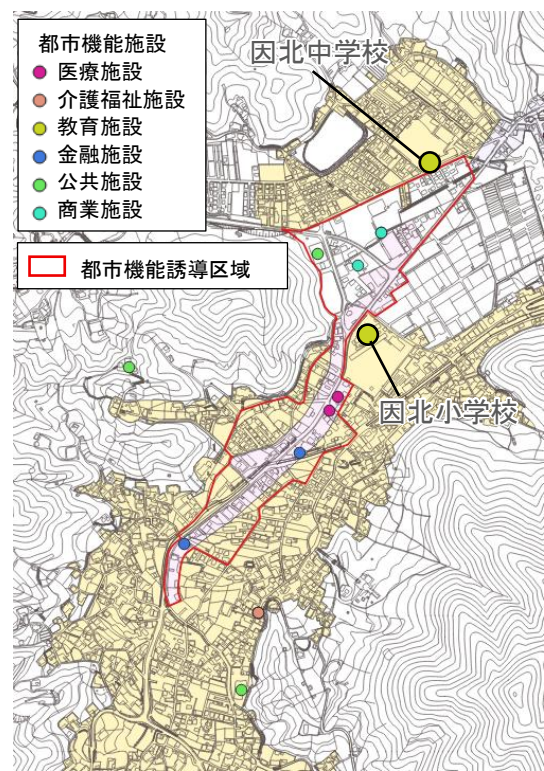 都市機能施設
医療施設
介護福祉施設
教育施設
金融施設
公共施設
商業施設
都市機能誘導区域
因北中学校
因北小学校